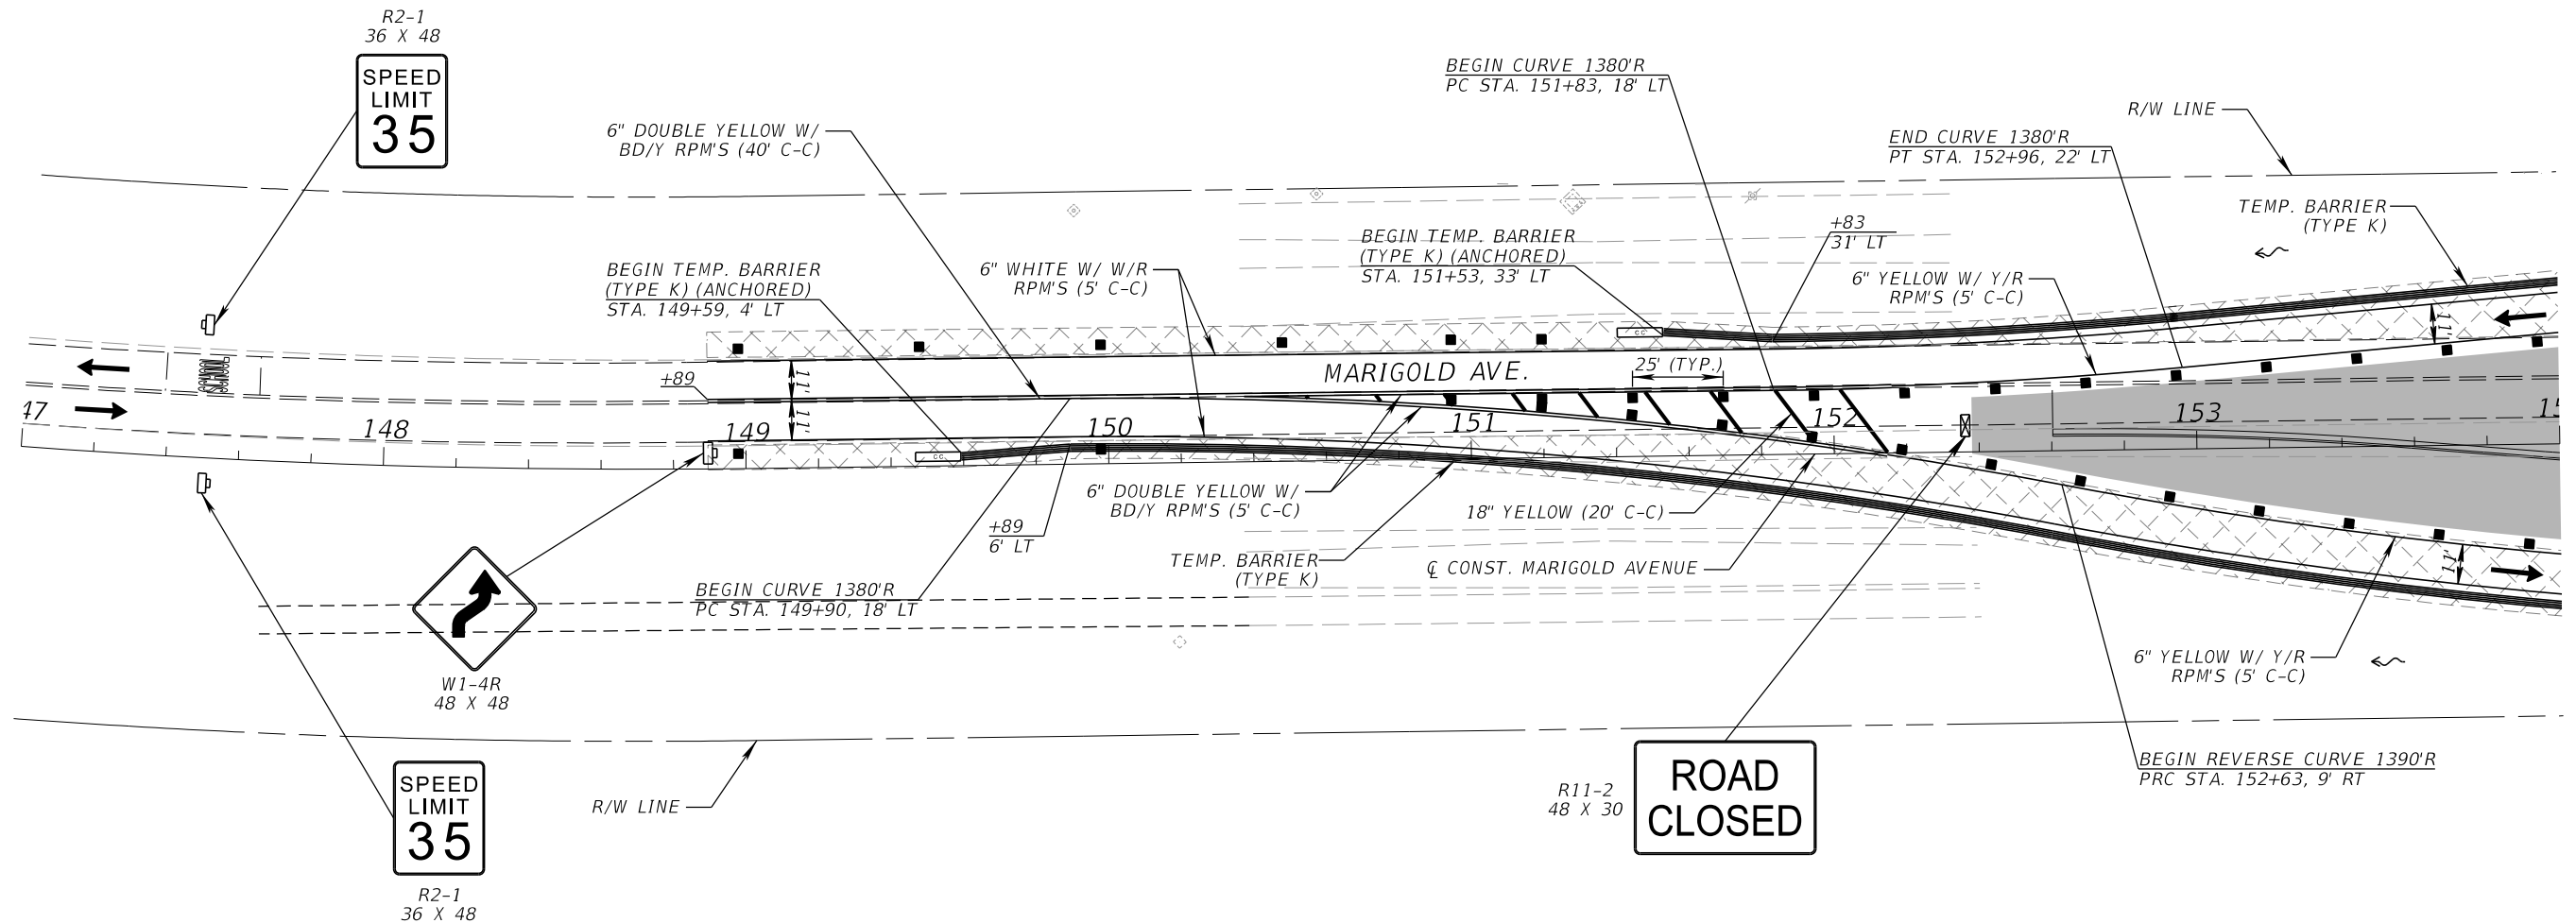 R2-1
36 X 48
SPEED
LIMIT
35
6" DOUBLE YELLOW W/
BD/Y RPM'S (40' C-C)
BEGIN CURVE 1380'R
PC STA. 151+83, 18' LT
R/W LINE
END CURVE 1380'R
PT STA. 152+96, 22' LT
TEMP. BARRIER
(TYPE K)
+83
31' LT
BEGIN TEMP. BARRIER
(TYPE K) (ANCHORED)
STA. 151+53, 33' LT
6" WHITE W/ W/R
RPM'S (5' C-C)
BEGIN TEMP. BARRIER
(TYPE K) (ANCHORED)
STA. 149+59, 4' LT
6" YELLOW W/ Y/R
RPM'S (5' C-C)
SCHOOL
+89
11'
11'
MARIGOLD AVE.
25' (TYP.)
11'
CC
47
148
149
150
151
152
153
15
CC
6" DOUBLE YELLOW W/
BD/Y RPM'S (5' C-C)
18" YELLOW (20' C-C)
+89
6' LT
TEMP. BARRIER
(TYPE K)
℄ CONST. MARIGOLD AVENUE
11'
BEGIN CURVE 1380'R
PC STA. 149+90, 18' LT
W1-4R
48 X 48
6" YELLOW W/ Y/R
RPM'S (5' C-C)
BEGIN REVERSE CURVE 1390'R
PRC STA. 152+63, 9' RT
R/W LINE
R11-2
48 X 30
ROAD
CLOSED
SPEED
LIMIT
35
R2-1
36 X 48